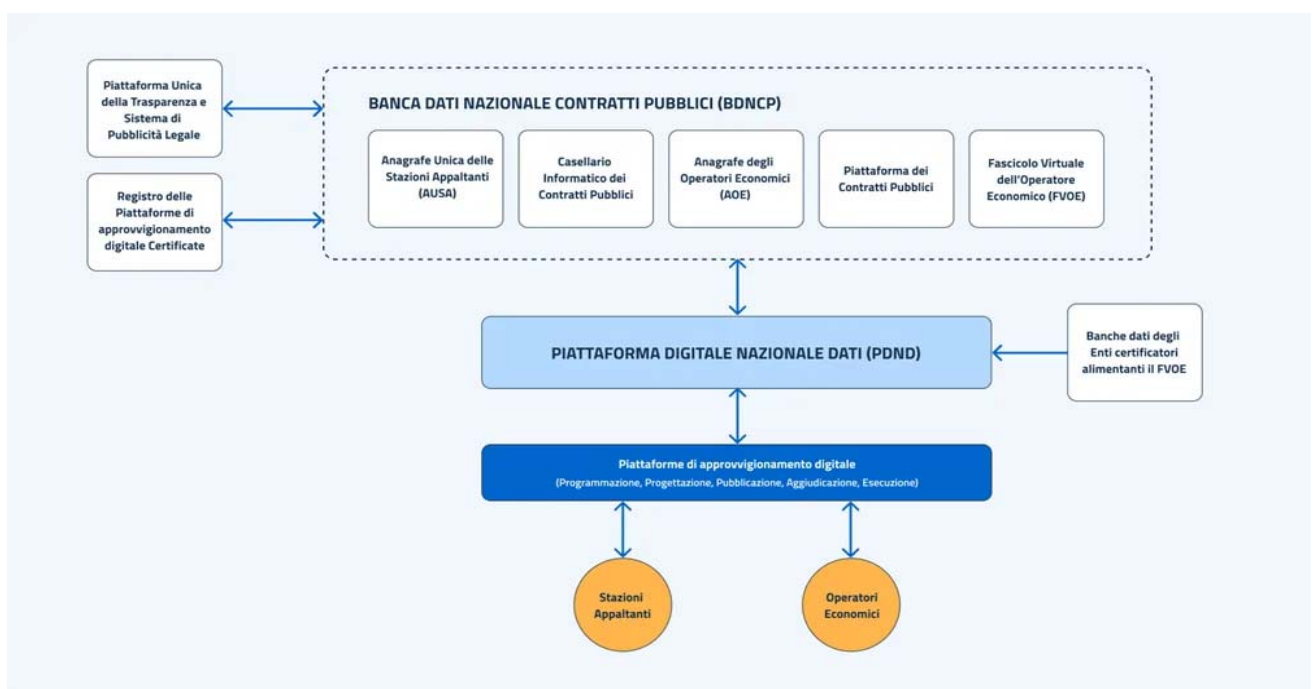 Piattaforma Unica
della Trasparenza e
Sistema di
Pubblicità Legale
Registro delle
Piattaforme di
approvvigionamento
digitale Certificate
BANCA DATI NAZIONALE CONTRATTI PUBBLICI (BDNCP)
Anagrafe Unica delle
Stazioni Appaltanti
(AUSA)
Casellario
Informatico dei
Contratti Pubblici
Anagrafe degli
Operatori Economici
(AOE)
Piattaforma dei
Contratti Pubblici
Fascicolo Virtuale
dell'Operatore
Economico (FVOE)
PIATTAFORMA DIGITALE NAZIONALE DATI (PDND)
Banche dati degli
Enti certificatori
alimentanti il FVOE
Piattaforme di approvvigionamento digitale
(Programmazione, Progettazione, Pubblicazione, Aggiudicazione, Esecuzione)
Stazioni
Appaltanti
Operatori
Economici